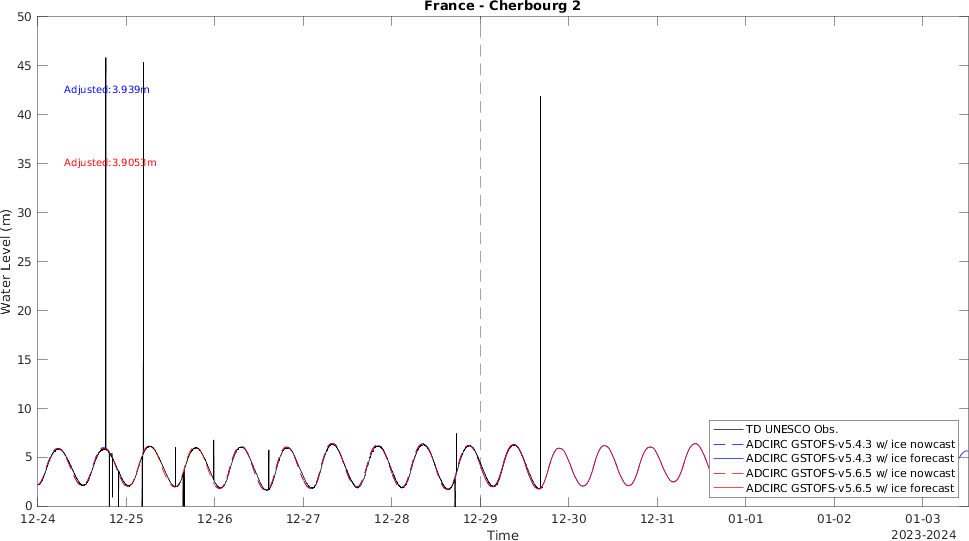 France - Cherbourg 2
50
45
40
35
30
25
20
15
10
5
0
Water Level (m)
Adjusted:3.939m
Adjusted:3.9053m
TD UNESCO Obs.
ADCIRC GSTOFS-v5.4.3 w/ ice nowcast
ADCIRC GSTOFS-v5.4.3 w/ ice forecast
ADCIRC GSTOFS-v5.6.5 w/ ice nowcast
ADCIRC GSTOFS-v5.6.5 w/ ice forecast
12-24 12-25 12-26 12-27 12-28 12-29 12-30 12-31 01-01 01-02 01-03
Time
2023-2024